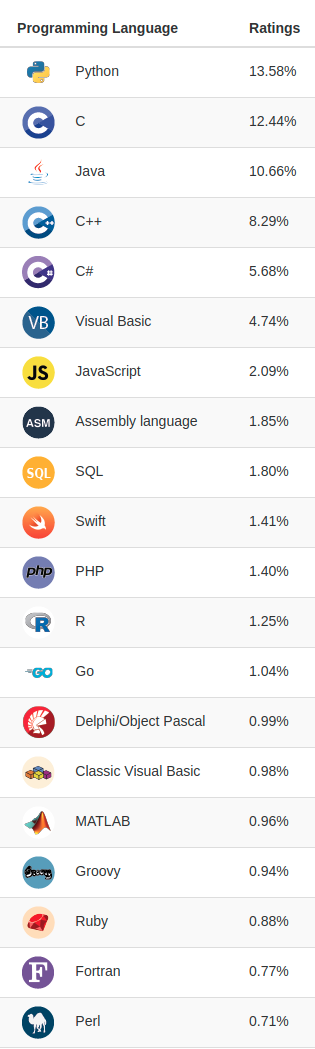 Programming Language Ratings
Python 13.58%
C 12.44%
Java 10.66%
C++ 8.29%
C# 5.68%
VB Visual Basic 4.74%
JS JavaScript 2.09%
ASM Assembly language 1.85%
SQL SQL 1.80%
Swift 1.41%
php PHP 1.40%
R R 1.25%
GO Go 1.04%
Delphi/Object Pascal 0.99%
Classic Visual Basic 0.98%
MATLAB 0.96%
Groovy 0.94%
Ruby 0.88%
F Fortran 0.77%
Perl 0.71%